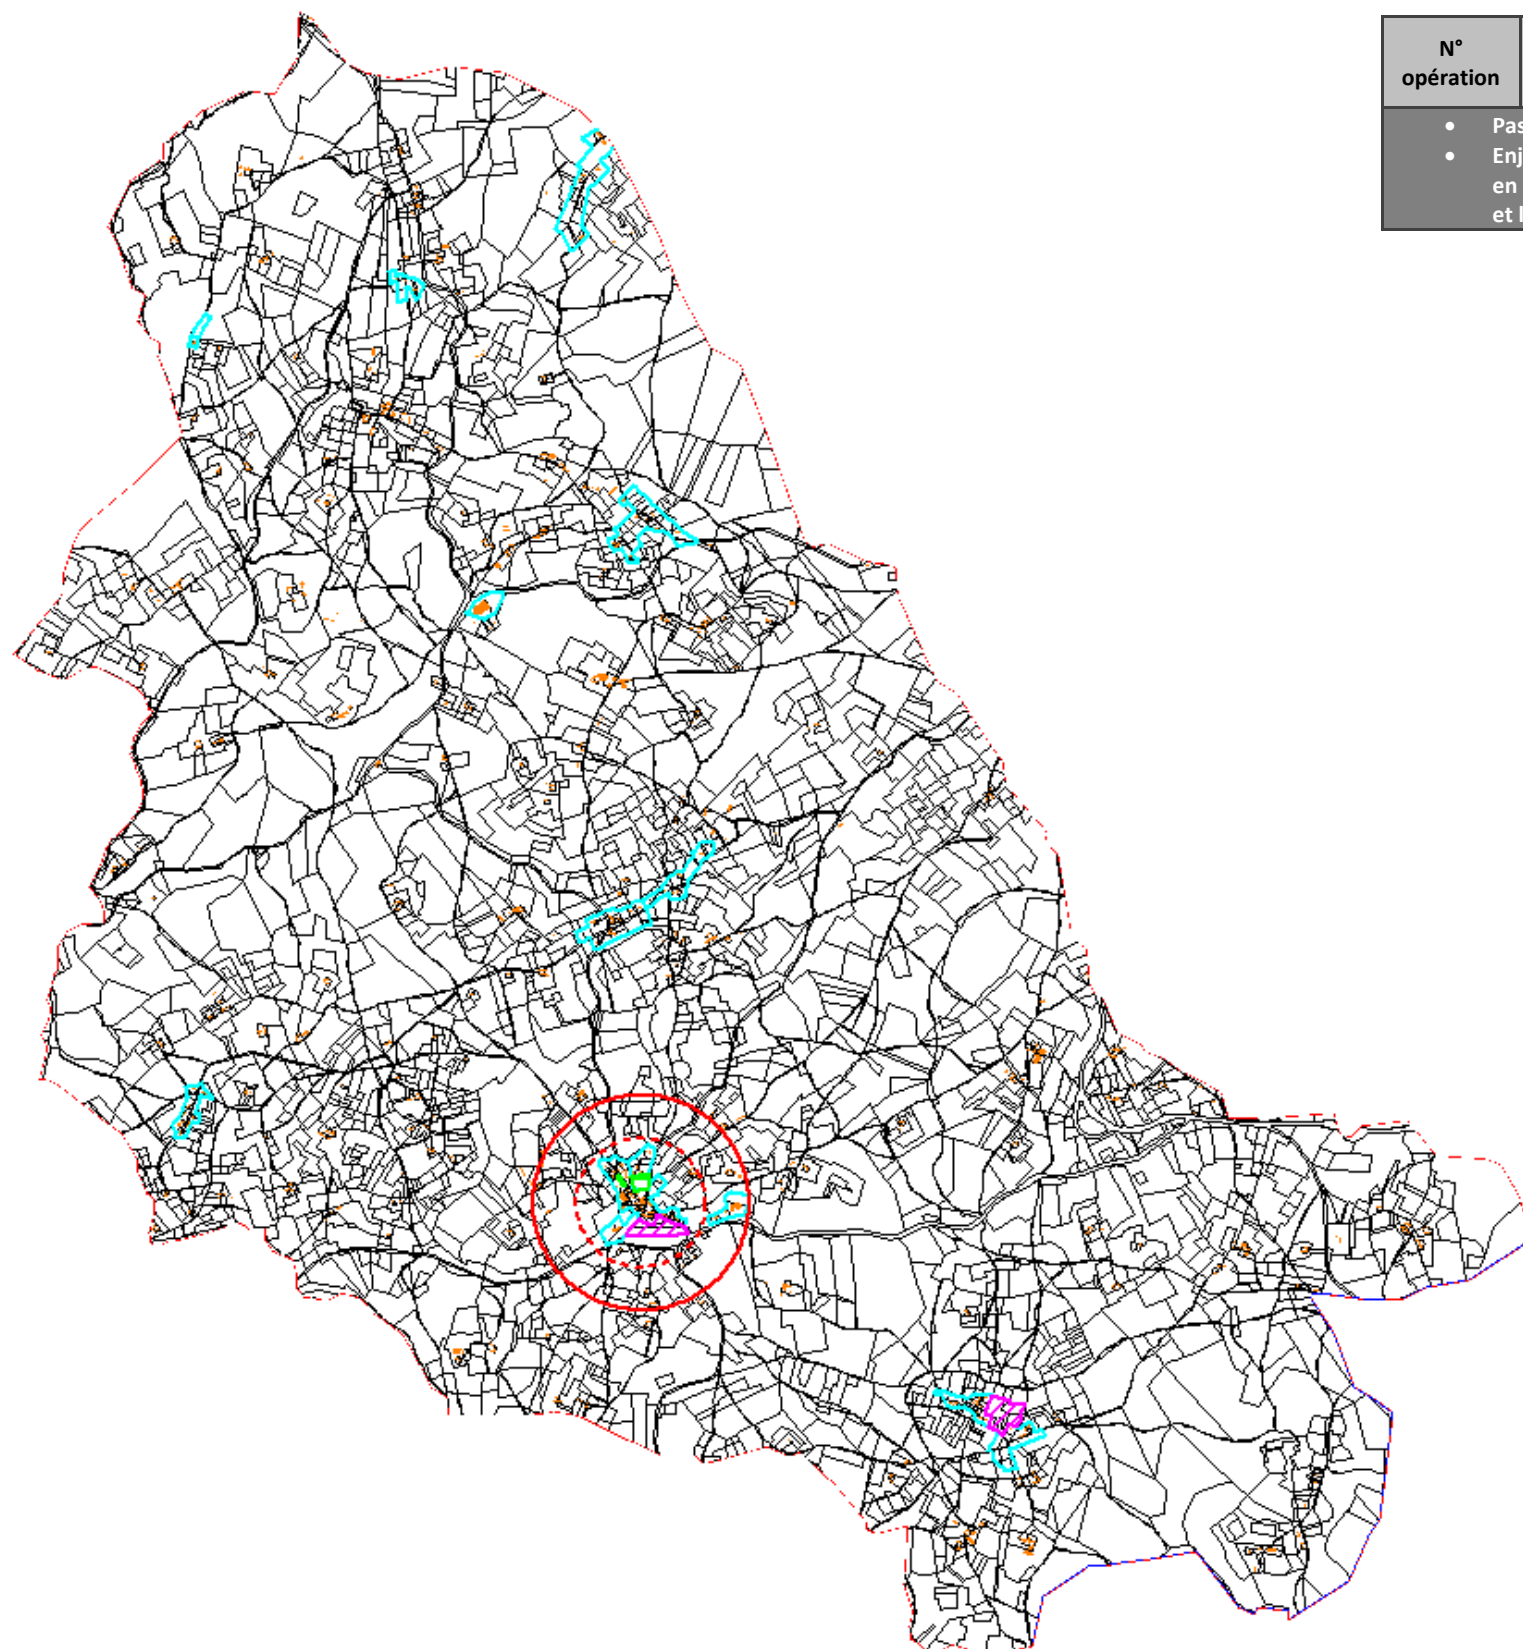 N°
opération
• Pas
• Enj
en
et l